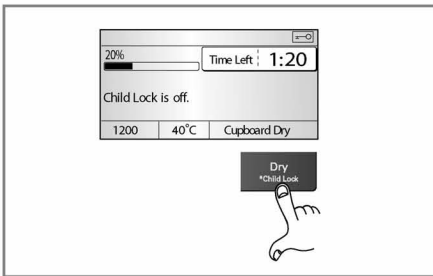 20%
Time Left 1:20
Child Lock is off.
1200 40°C Cupboard Dry
Dry
*Child Lock